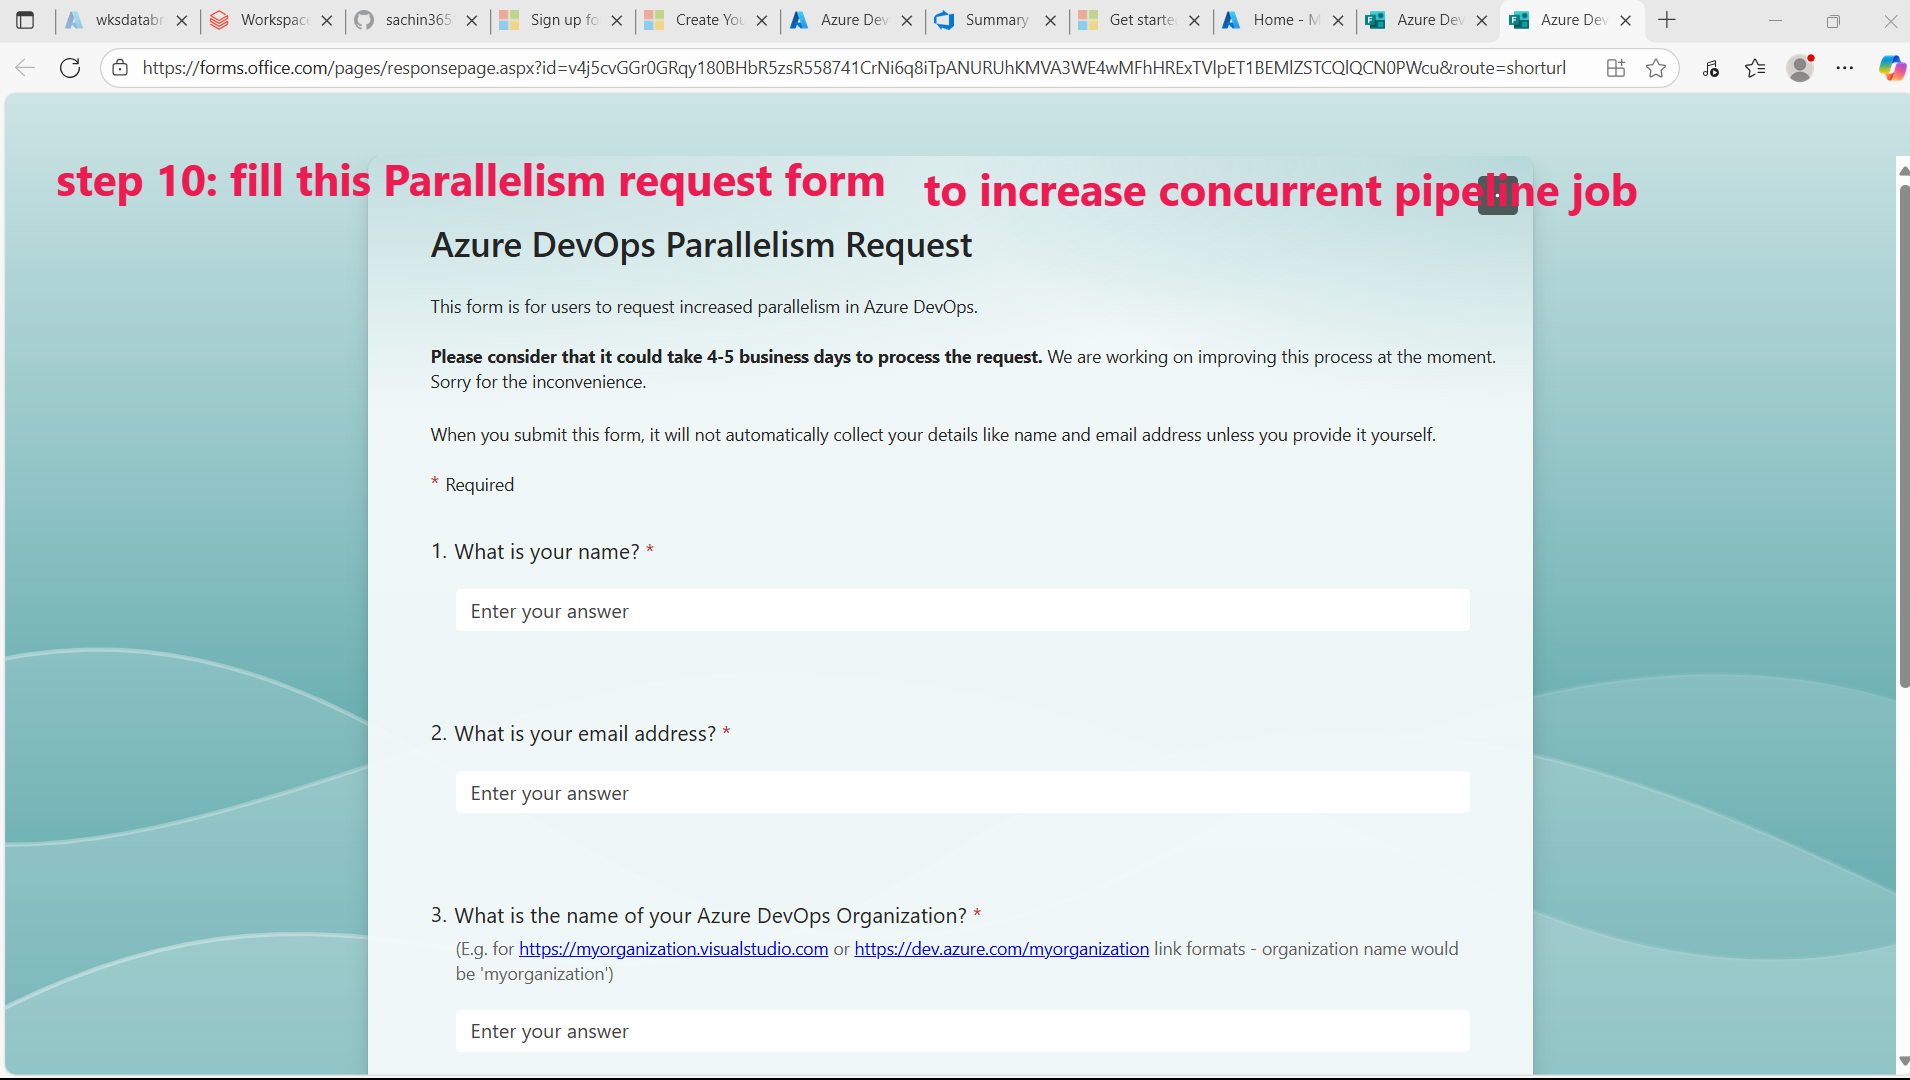 wksdatabr
Workspace
sachin365
Sign up fo
Create You
Azure Dev
Summary
Get starte
Home - M
Azure Dev
Azure Dev
https://forms.office.com/pages/responsepage.aspx?id=v4j5cvGGr0GRqy180BHbR5zsR558741CrNi6q8iTpANURUhKMVA3WE4wMFhHRExTVlpET1BEMlZSTCQlQCN0PWcu&route=shorturl
step 10: fill this Parallelism request form to increase concurrent pipeline job
Azure DevOps Parallelism Request
This form is for users to request increased parallelism in Azure DevOps.
Please consider that it could take 4-5 business days to process the request. We are working on improving this process at the moment.
Sorry for the inconvenience.
When you submit this form, it will not automatically collect your details like name and email address unless you provide it yourself.
* Required
1. What is your name? *
Enter your answer
2. What is your email address? *
Enter your answer
3. What is the name of your Azure DevOps Organization? *
(E.g. for https://myorganization.visualstudio.com or https://dev.azure.com/myorganization link formats - organization name would
be 'myorganization')
Enter your answer